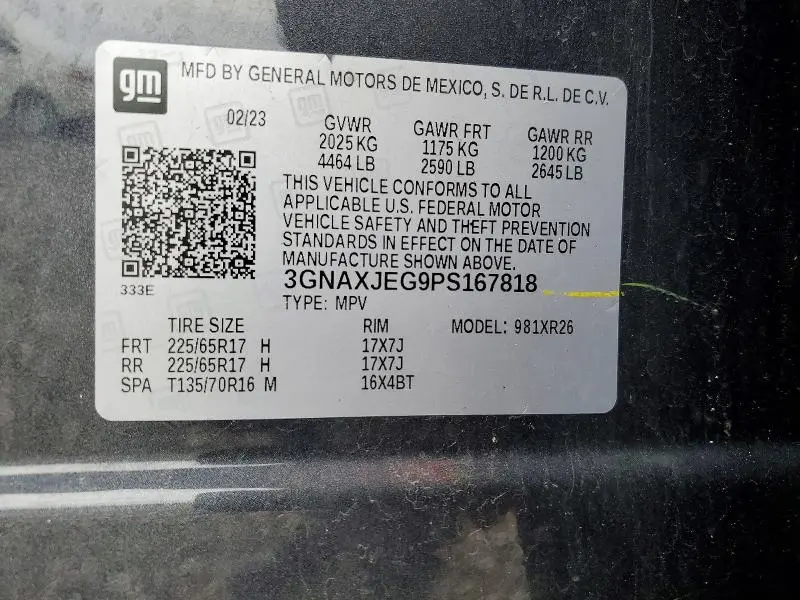 gm
MFD BY GENERAL MOTORS DE MEXICO, S. DE R.L. DE C.V.
02/23
GVWR GAWR FRT GAWR RR
2025 KG 1175 KG 1200 KG
4464 LB 2590 LB 2645 LB
THIS VEHICLE CONFORMS TO ALL
APPLICABLE U.S. FEDERAL MOTOR
VEHICLE SAFETY AND THEFT PREVENTION
STANDARDS IN EFFECT ON THE DATE OF
MANUFACTURE SHOWN ABOVE.
333E
3GNAXJEG9PS167818
TYPE: MPV
TIRE SIZE RIM MODEL: 981XR26
FRT 225/65R17 H 17X7J
RR 225/65R17 H 17X7J
SPA T135/70R16 M 16X4BT